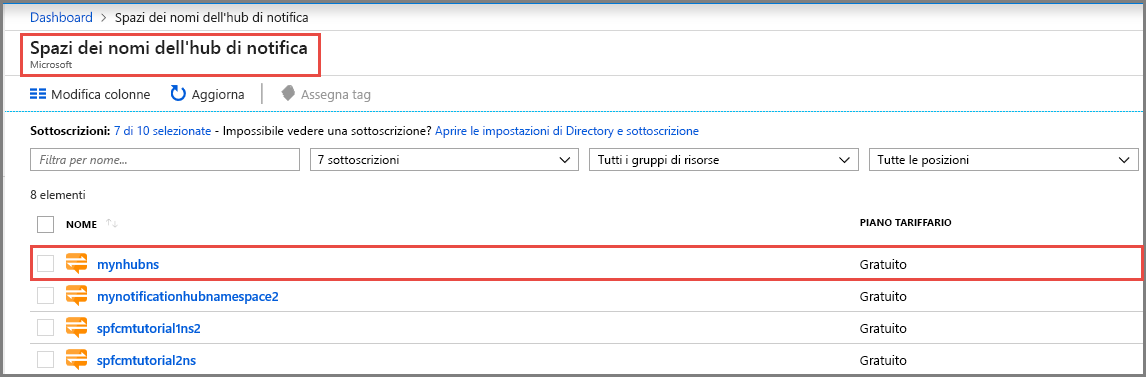 Dashboard > Spazi dei nomi dell'hub di notifica
Spazi dei nomi dell'hub di notifica
Microsoft
Modifica colonne Aggiorna Assegna tag
Sottoscrizioni: 7 di 10 selezionate - Impossibile vedere una sottoscrizione? Aprire le impostazioni di Directory e sottoscrizione
Filtra per nome... 7 sottoscrizioni Tutti i gruppi di risorse Tutte le posizioni
8 elementi
NOME PIANO TARIFFARIO
mynhubns Gratuito
mynotificationhubnamespace2 Gratuito
spfcmtutorial1ns2 Gratuito
spfcmtutorial2ns Gratuito